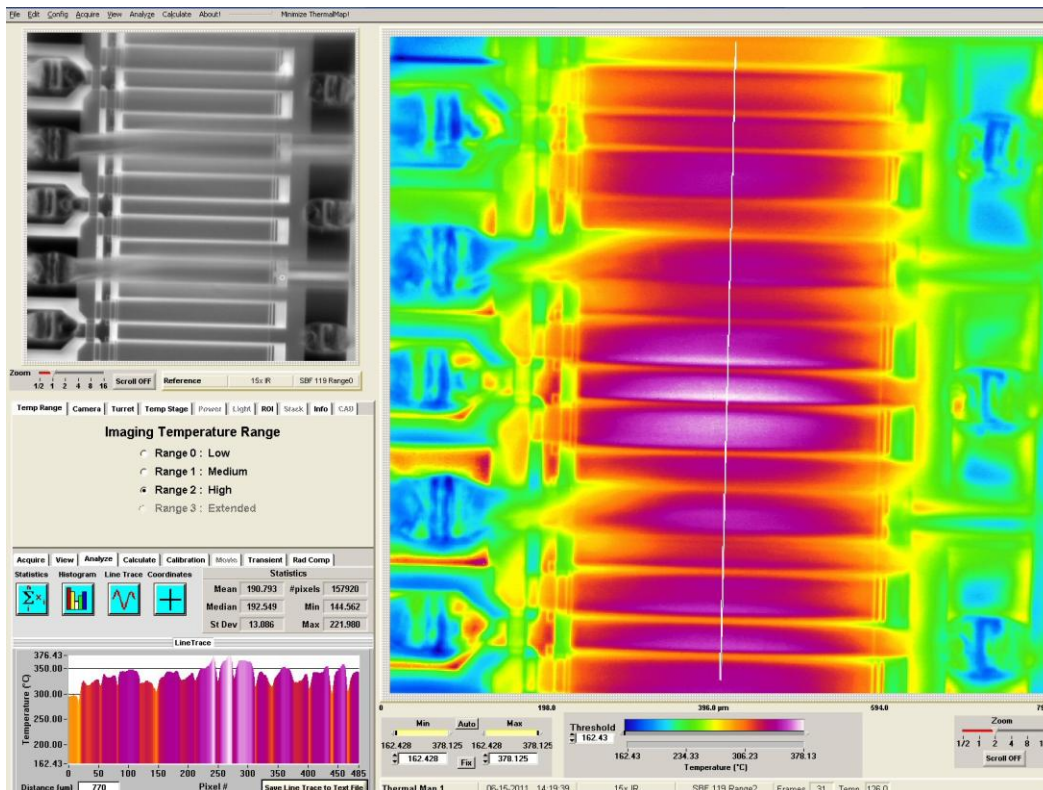 File Edit Config Acquire View Analyze Calculate About! Minimize ThermalMap!
Zoom
1/2 1 2 4 8 16
Scroll OFF
Reference 15x IR SBF 119 Range0
Temp Range Camera Turret Temp Stage Power Light ROI Stack Info CAD
Imaging Temperature Range
Range 0 : Low
Range 1 : Medium
Range 2 : High
Range 3 : Extended
Acquire View Analyze Calculate Calibration Movie Transient Rad Comp
Statistics Histogram Line Trace Coordinates
Statistics
Mean 190.793 #pixels 157920
Median 192.549 Min 144.562
St Dev 13.086 Max 221.980
LineTrace
376.43
350.00
300.00
250.00
200.00
162.43
Temperature (°C)
0 50 100 150 200 250 300 350 400 450 485
Distance (um) 770 Pixel # Save Line Trace to Text File
0 198.0 396.0 µm 594.0
Min Auto Max
162.428 378.125 162.428 378.125
162.428 Fix 378.125
Threshold
162.43
162.43 234.33 306.23 378.13
Temperature (°C)
Zoom
1/2 1 2 4 8
Scroll OFF
Thermal Map 1 06-15-2011 14:19:39 15x IR SBF 119 Range2 Frames 31 Temp 126.0